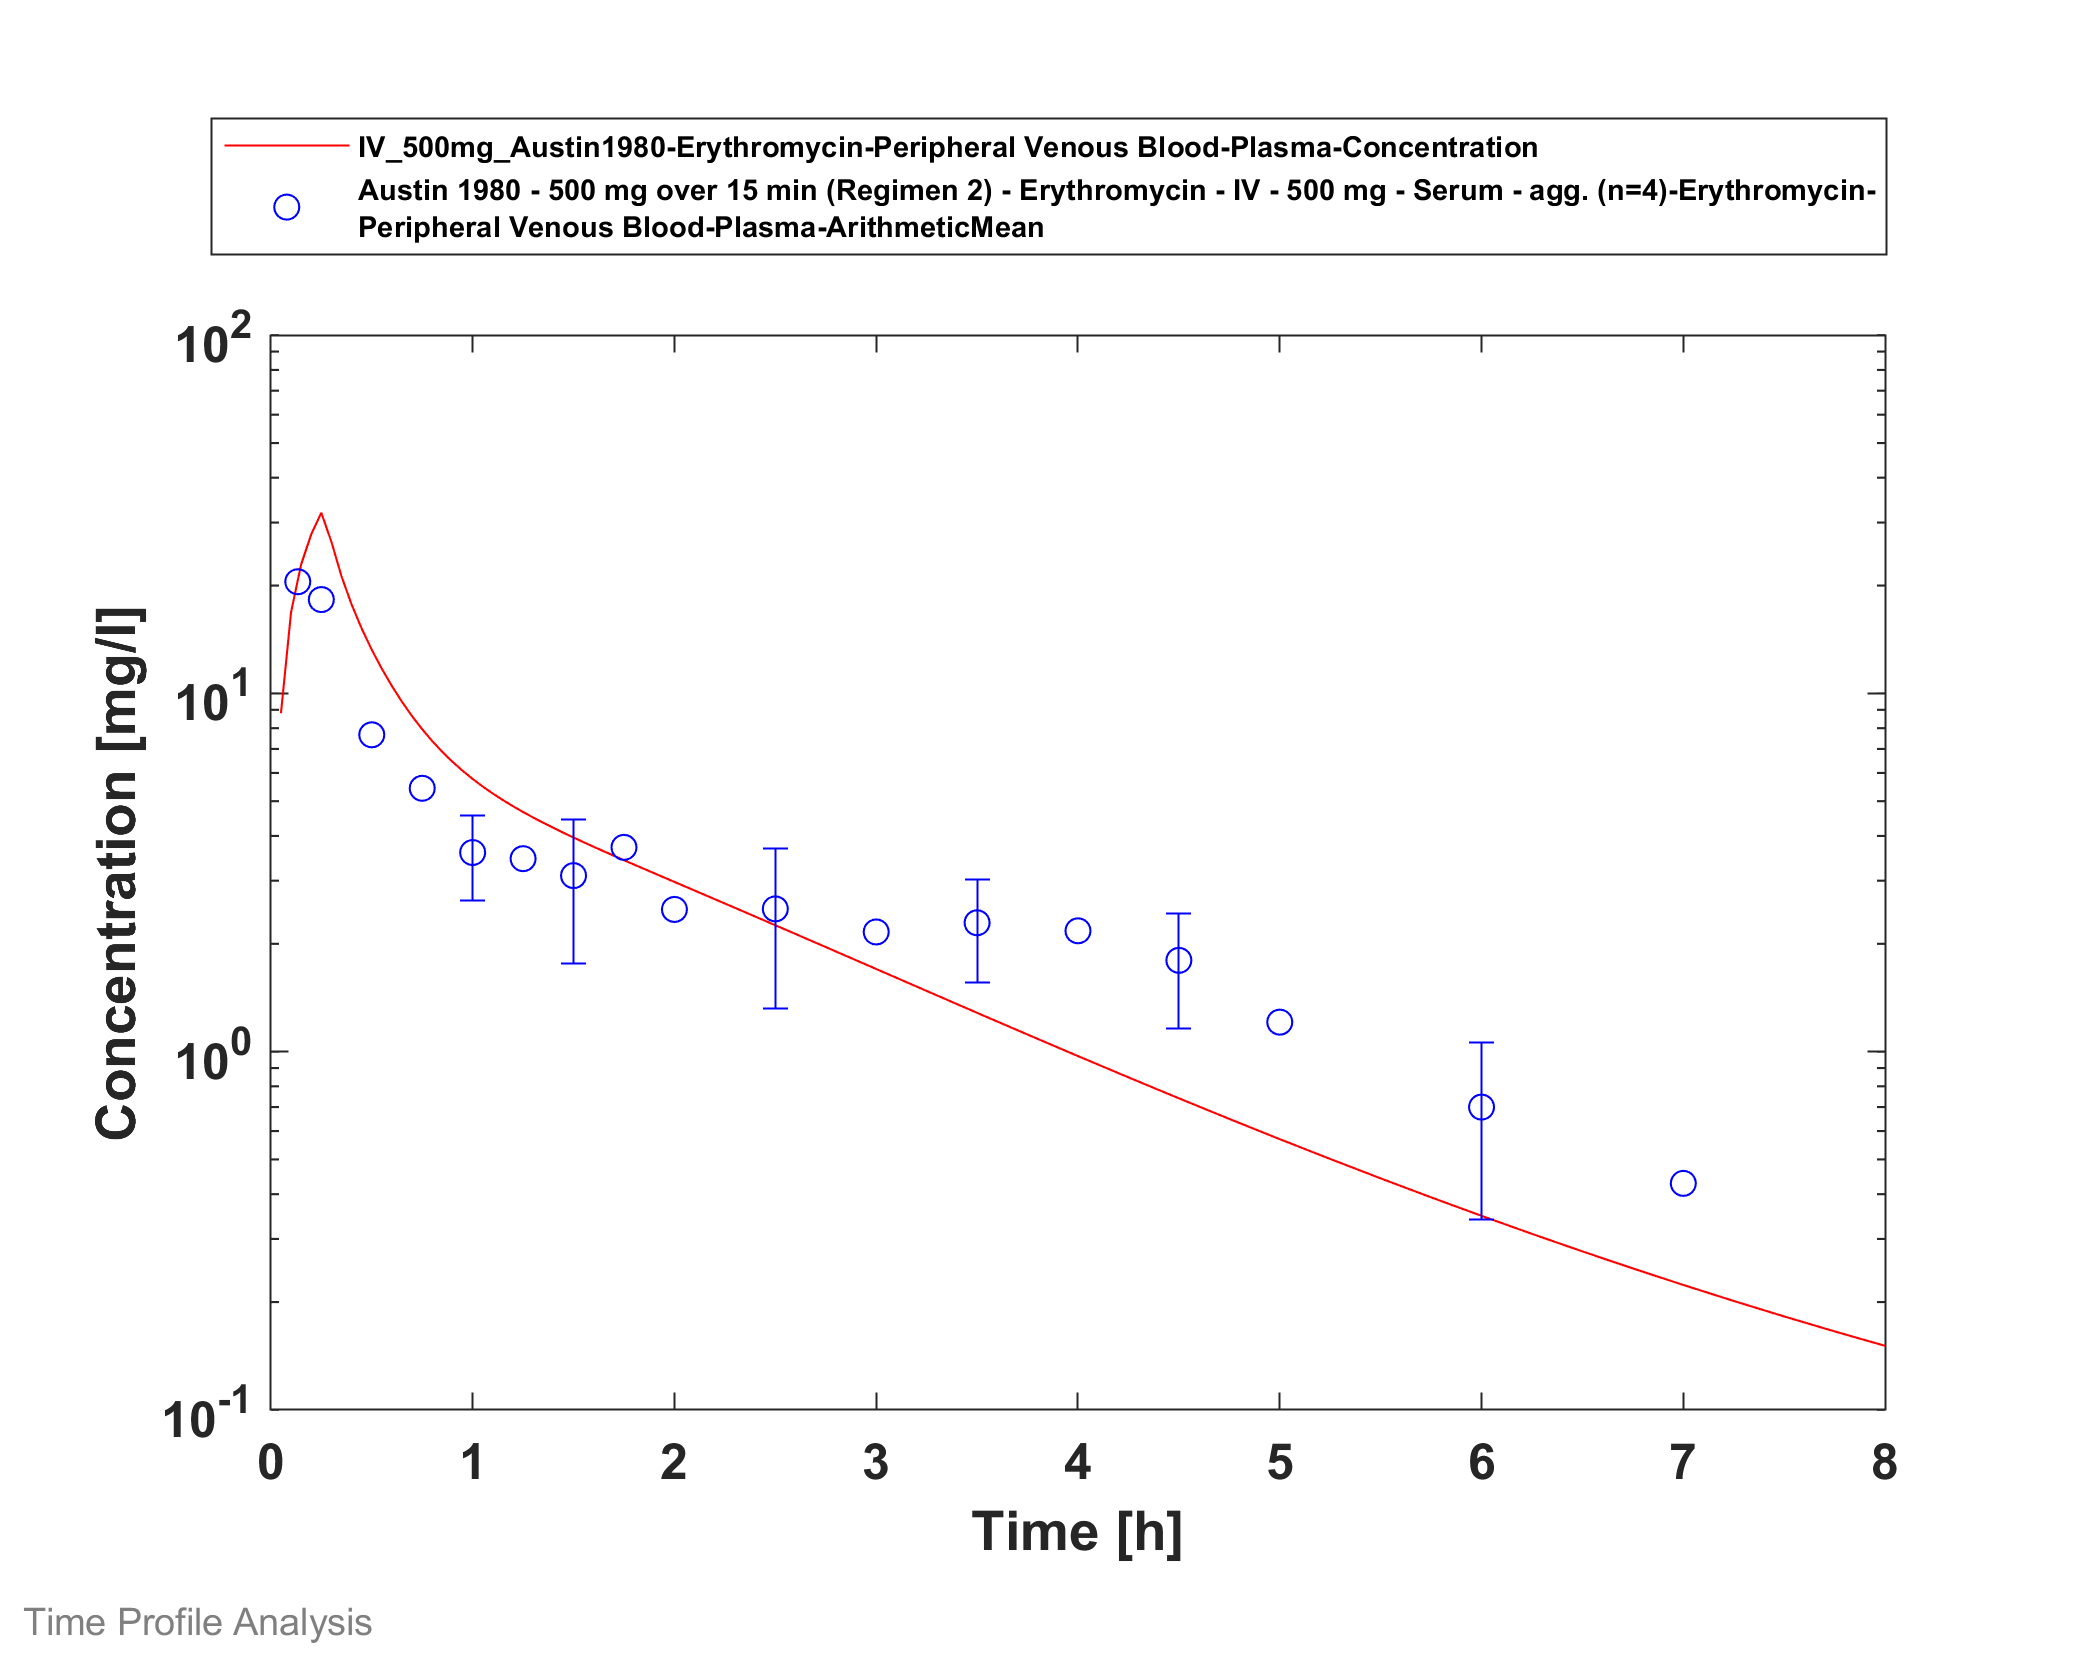 IV_500mg_Austin1980-Erythromycin-Peripheral Venous Blood-Plasma-Concentration
Austin 1980 - 500 mg over 15 min (Regimen 2) - Erythromycin - IV - 500 mg - Serum - agg. (n=4)-Erythromycin-
Peripheral Venous Blood-Plasma-ArithmeticMean
10^2
10^1
10^0
10^-1
Concentration [mg/l]
0 1 2 3 4 5 6 7 8
Time [h]
Time Profile Analysis